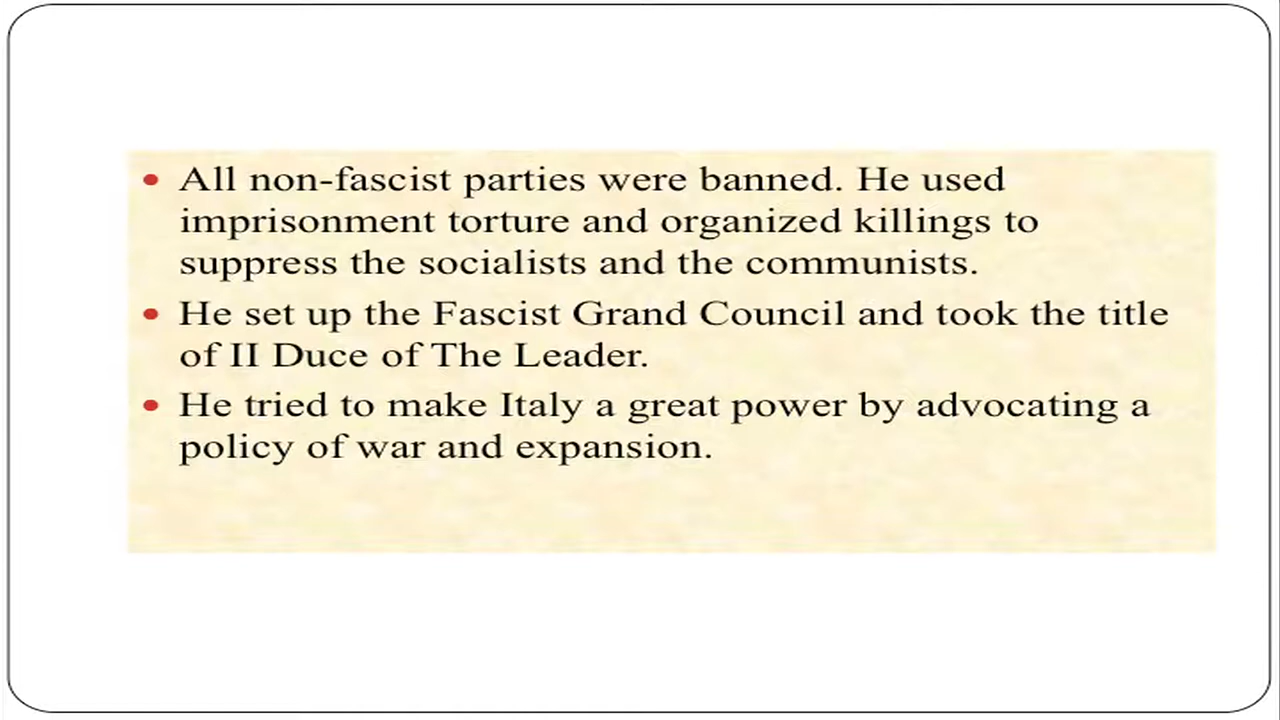 • All non-fascist parties were banned. He used
imprisonment torture and organized killings to
suppress the socialists and the communists.
• He set up the Fascist Grand Council and took the title
of II Duce of The Leader.
• He tried to make Italy a great power by advocating a
policy of war and expansion.